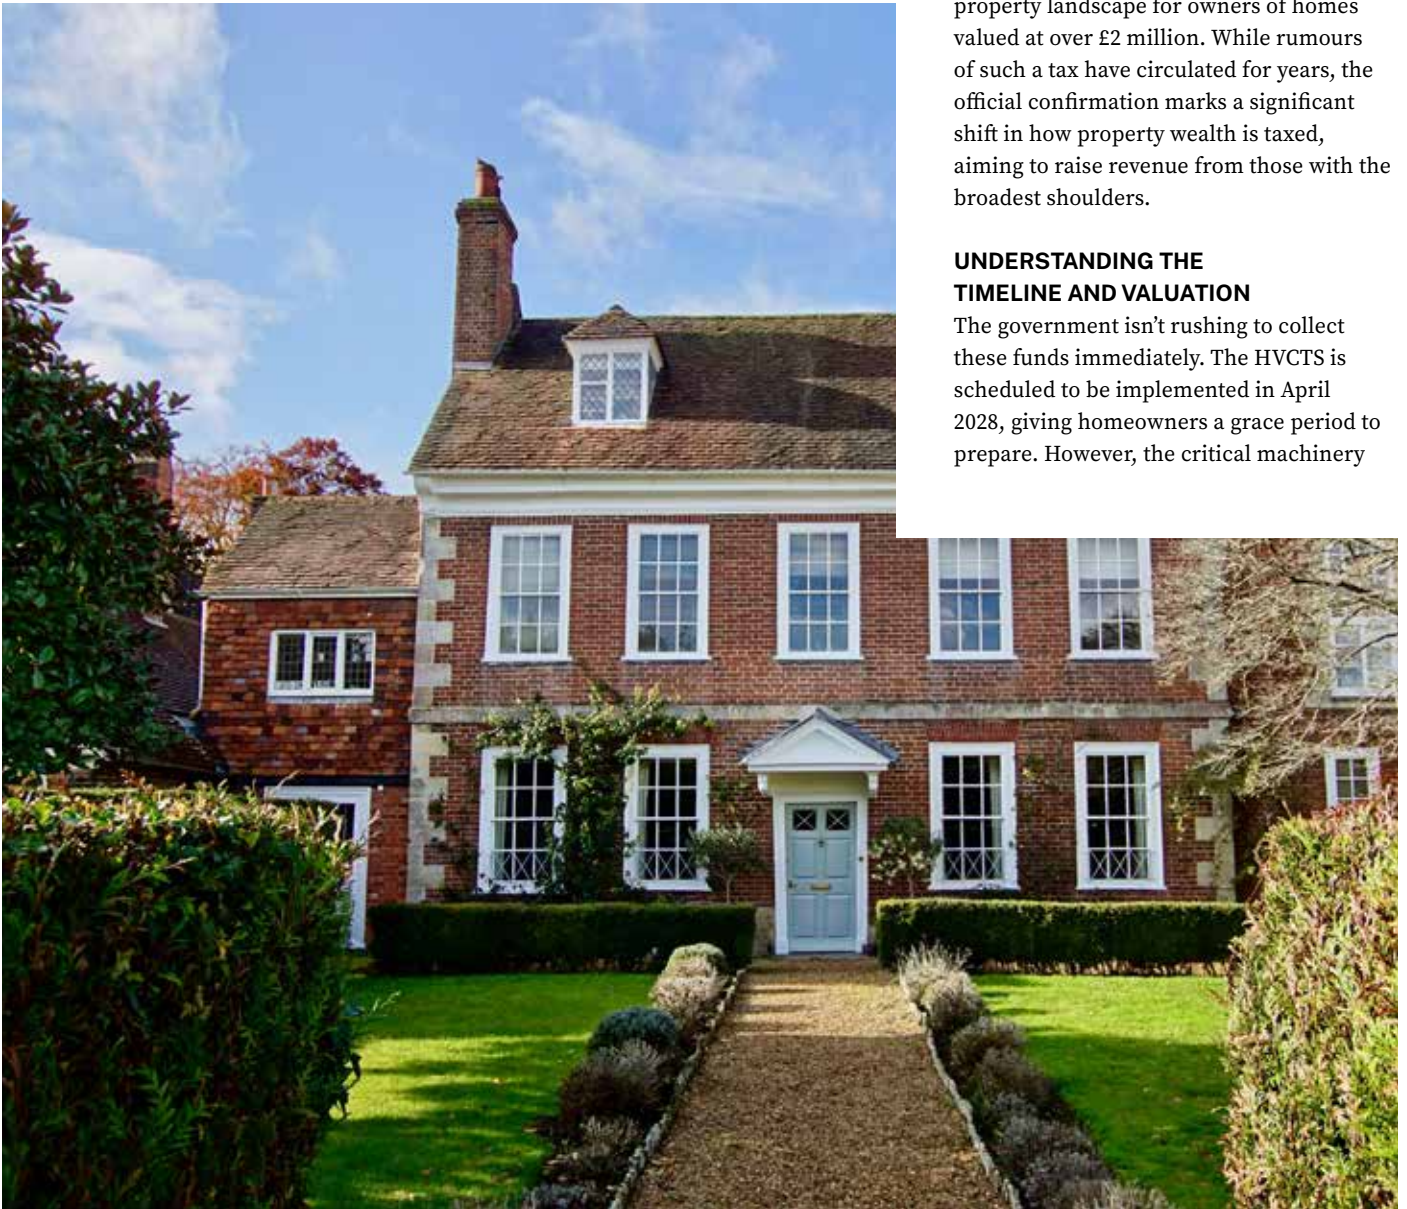 property landscape for owners of homes
valued at over £2 million. While rumours
of such a tax have circulated for years, the
official confirmation marks a significant
shift in how property wealth is taxed,
aiming to raise revenue from those with the
broadest shoulders.
UNDERSTANDING THE
TIMELINE AND VALUATION
The government isn’t rushing to collect
these funds immediately. The HVCTS is
scheduled to be implemented in April
2028, giving homeowners a grace period to
prepare. However, the critical machinery